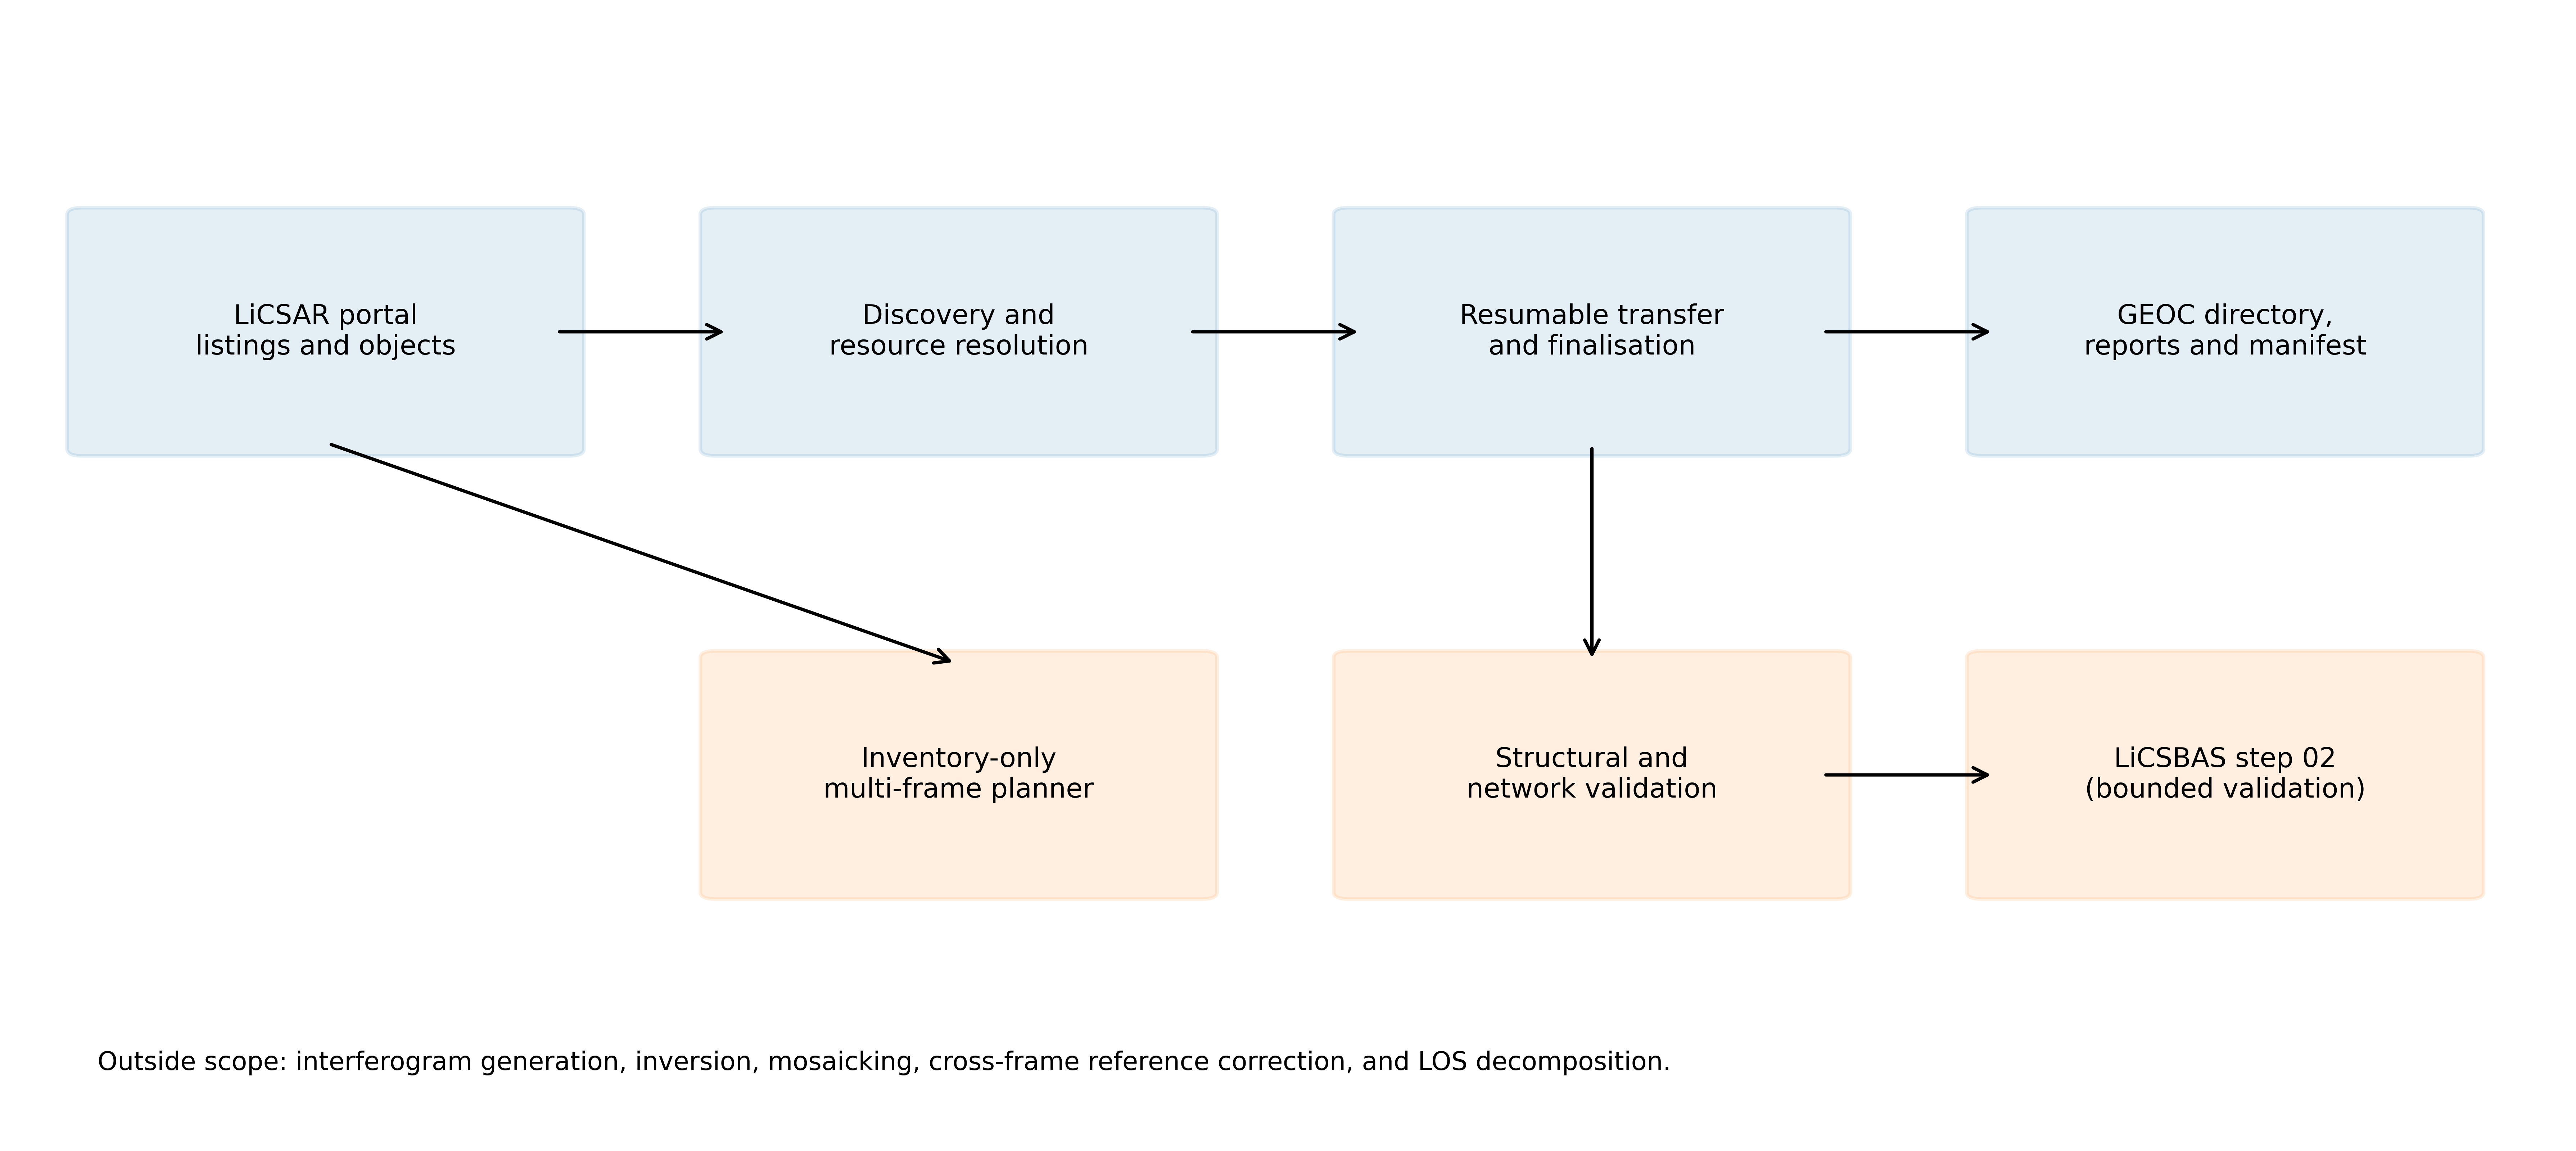 LiCSAR portal
listings and objects
Discovery and
resource resolution
Resumable transfer
and finalisation
GEOC directory,
reports and manifest
Inventory-only
multi-frame planner
Structural and
network validation
LiCSBAS step 02
(bounded validation)
Outside scope: interferogram generation, inversion, mosaicking, cross-frame reference correction, and LOS decomposition.